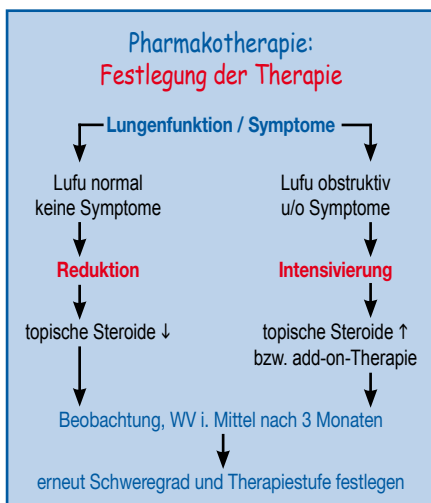 Pharmakotherapie:
Festlegung der Therapie
Lungenfunktion / Symptome
Lufu normal
keine Symptome
Lufu obstruktiv
u/o Symptome
Reduktion
Intensivierung
topische Steroide ↓
topische Steroide ↑
bzw. add-on-Therapie
Beobachtung, WV i. Mittel nach 3 Monaten
erneut Schweregrad und Therapiestufe festlegen